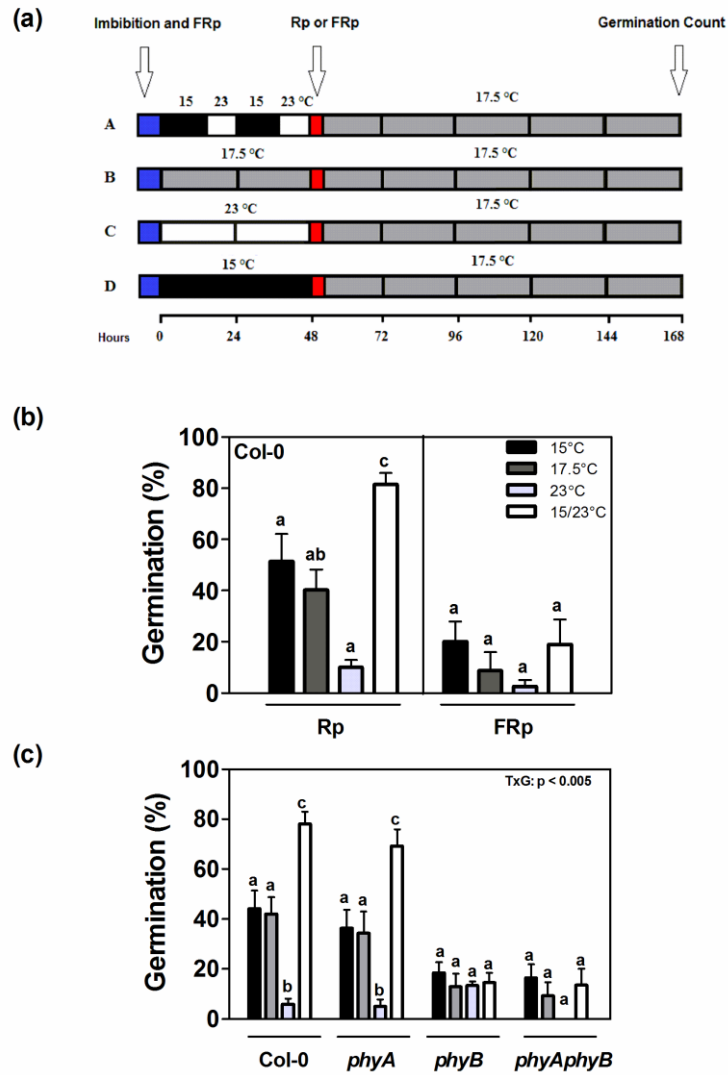 (a)
Imbibition and FRp Rp or FRp Germination Count
15 23 15 23 °C 17.5 °C
A
17.5 °C 17.5 °C
B
23 °C 17.5 °C
C
15 °C 17.5 °C
D
Hours 0 24 48 72 96 120 144 168
(b)
Germination (%)
100
80
60
40
20
0
Col-0
15°C
17.5°C
23°C
15/23°C
a ab a c
a a a a
Rp FRp
(c)
Germination (%)
100
80
60
40
20
0
TxG: p < 0.005
a a b c
a a b c
a a a a
a a a a
Col-0 phyA phyB phyAphyB